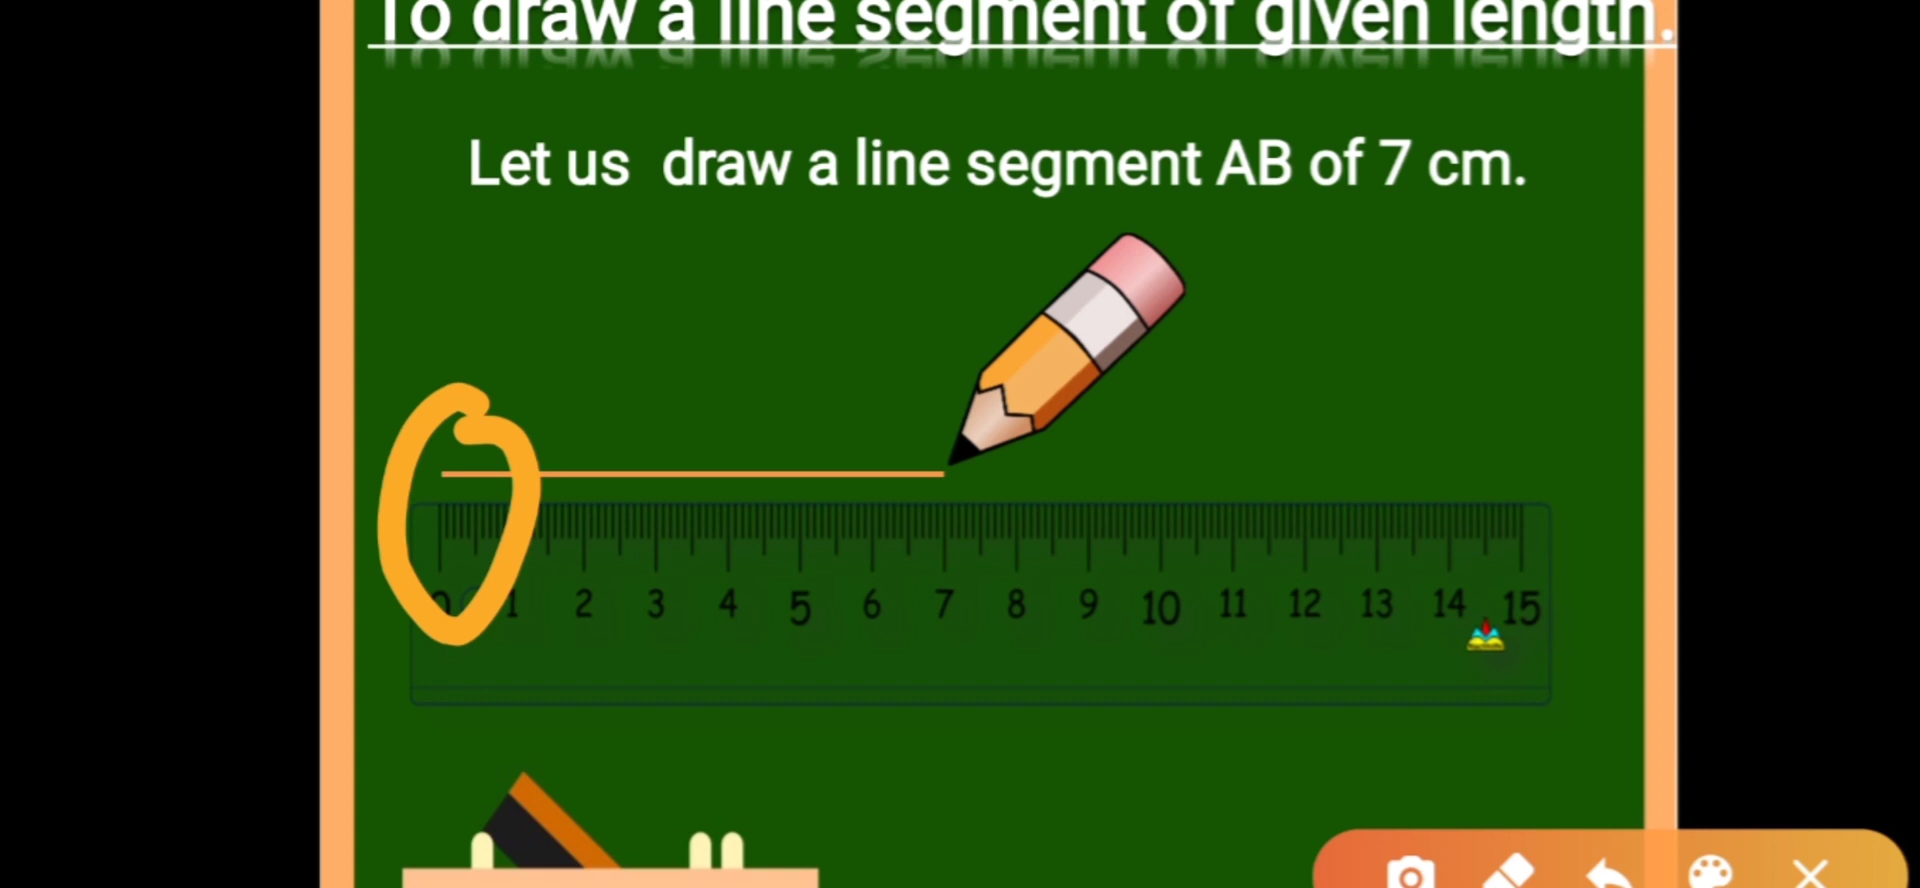 To draw a line segment of given length.
Let us draw a line segment AB of 7 cm.
0 1 2 3 4 5 6 7 8 9 10 11 12 13 14 15